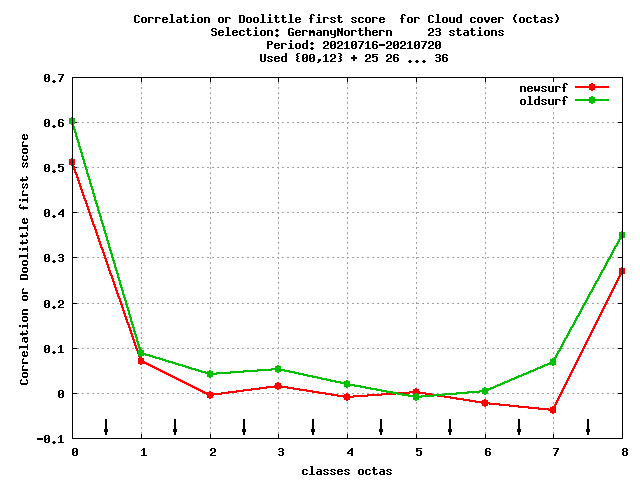 Correlation or Doolittle first score  for Cloud cover (octas)
Selection: GermanyNorthern     23 stations
Period: 20210716-20210720
Used {00,12} + 25 26 ... 36
newsurf
oldsurf
Correlation or Doolittle first score
0.7
0.6
0.5
0.4
0.3
0.2
0.1
0
-0.1
0 1 2 3 4 5 6 7 8
classes octas